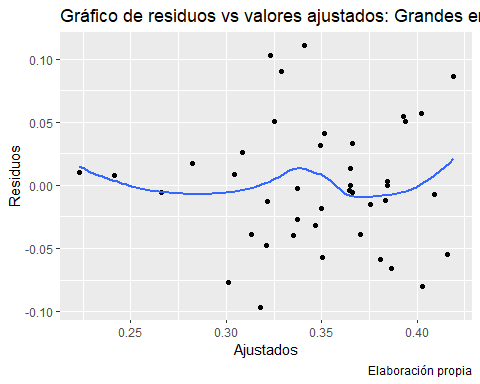 Gráfico de residuos vs valores ajustados: Grandes
Residuos
0.10
0.05
0.00
-0.05
-0.10
0.25 0.30 0.35 0.40
Ajustados
Elaboración propia